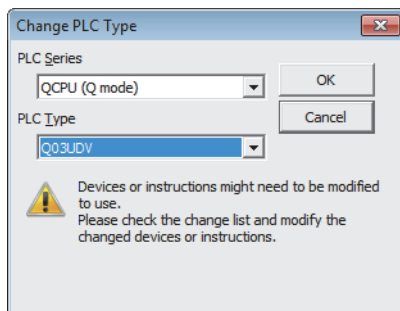 Change PLC Type
PLC Series
QCPU (Q mode)
OK
PLC Type
Cancel
Q03UDV
Devices or instructions might need to be modified
to use.
Please check the change list and modify the
changed devices or instructions.